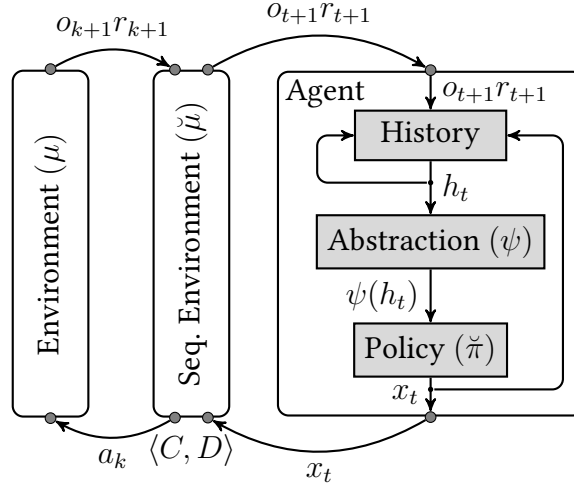 o_{k+1}r_{k+1}
o_{t+1}r_{t+1}
Environment (μ)
Seq. Environment (μ̆)
Agent
o_{t+1}r_{t+1}
History
h_t
Abstraction (ψ)
ψ(h_t)
Policy (π̆)
x_t
a_k
⟨C, D⟩
x_t